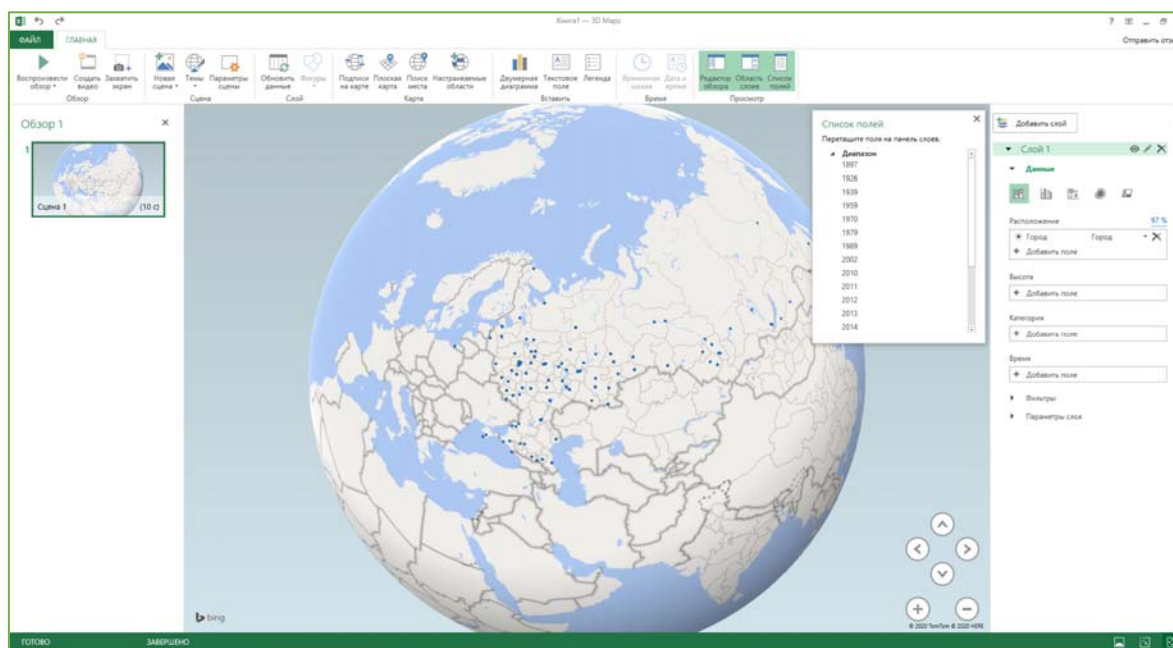 Книга1 — 3D Maps
ФАЙЛ ГЛАВНАЯ
Отправить отз
Воспроизвести обзор
Создать видео
Захватить экран
Обзор
Новая сцена
Темы
Параметры сцены
Сцена
Обновить данные
Фигуры
Слой
Подписи на карте
Плоская карта
Поиск места
Настраиваемые области
Карта
Двумерная диаграмма
Текстовое поле
Легенда
Вставить
Временная шкала
Дата и время
Время
Редактор обзора
Область слоев
Список полей
Просмотр
Обзор 1
1
Сцена 1 (10 с)
Список полей
Перетащите поля на панель слоев.
Диапазон
1897
1926
1939
1959
1970
1979
1989
2002
2010
2011
2012
2013
2014
Добавить слой
Слой 1
Данные
Расположение 97 %
Город Город
Добавить поле
Высота
Добавить поле
Категория
Добавить поле
Время
Добавить поле
Фильтры
Параметры слоя
bing
© 2020 TomTom © 2020 HERE
ГОТОВО ЗАВЕРШЕНО